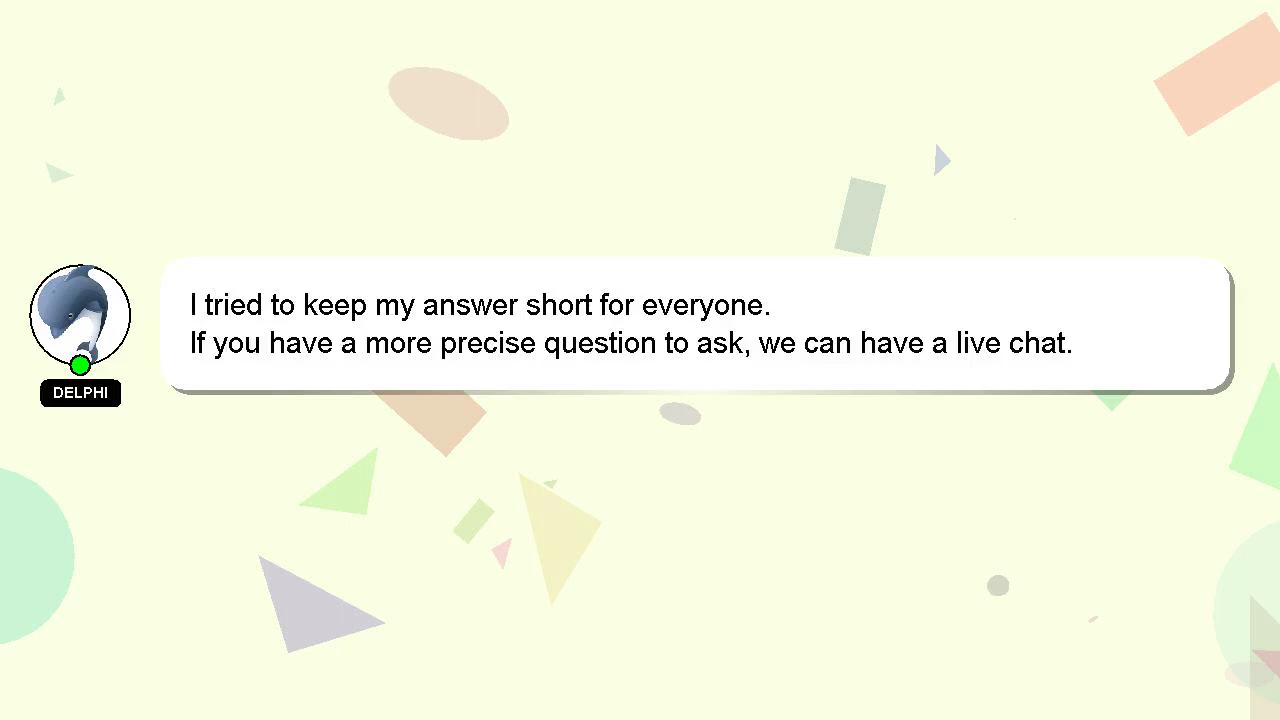 I tried to keep my answer short for everyone.
If you have a more precise question to ask, we can have a live chat.
DELPHI